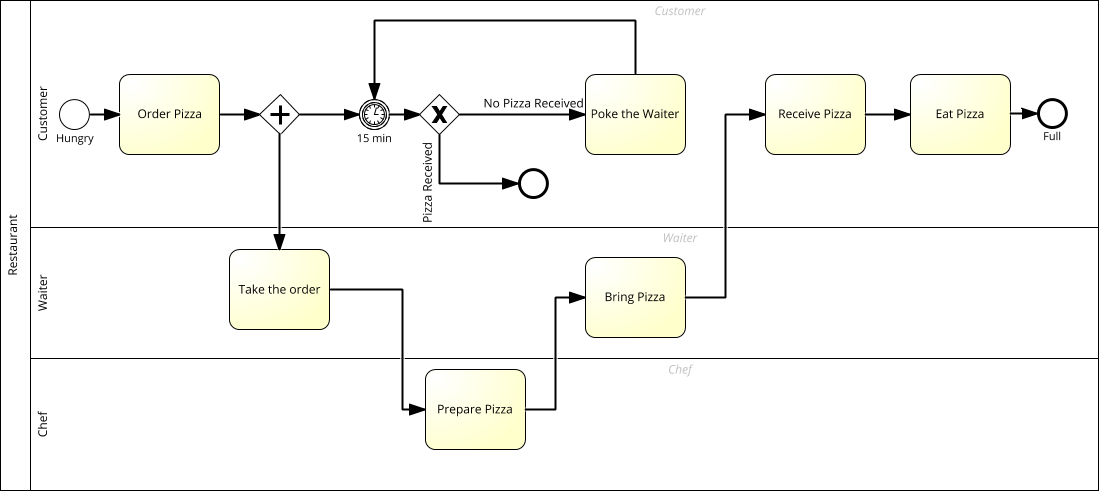 Restaurant
Customer
Customer
Hungry
Order Pizza
15 min
No Pizza Received
Pizza Received
Poke the Waiter
Receive Pizza
Eat Pizza
Full
Waiter
Waiter
Take the order
Bring Pizza
Chef
Chef
Prepare Pizza